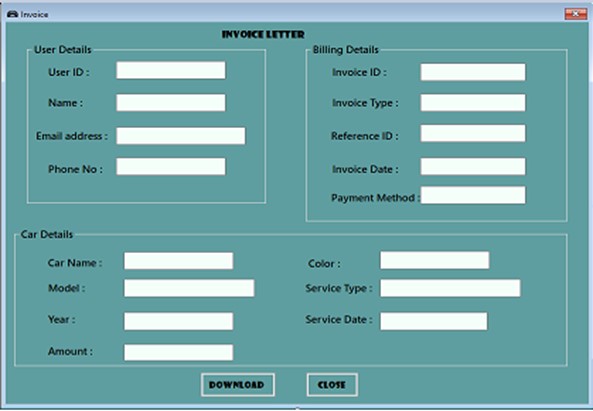 Invoice
INVOICE LETTER
User Details
User ID :
Name :
Email address :
Phone No :
Billing Details
Invoice ID :
Invoice Type :
Reference ID :
Invoice Date :
Payment Method :
Car Details
Car Name :
Model :
Year :
Amount :
Color :
Service Type :
Service Date :
DOWNLOAD
CLOSE